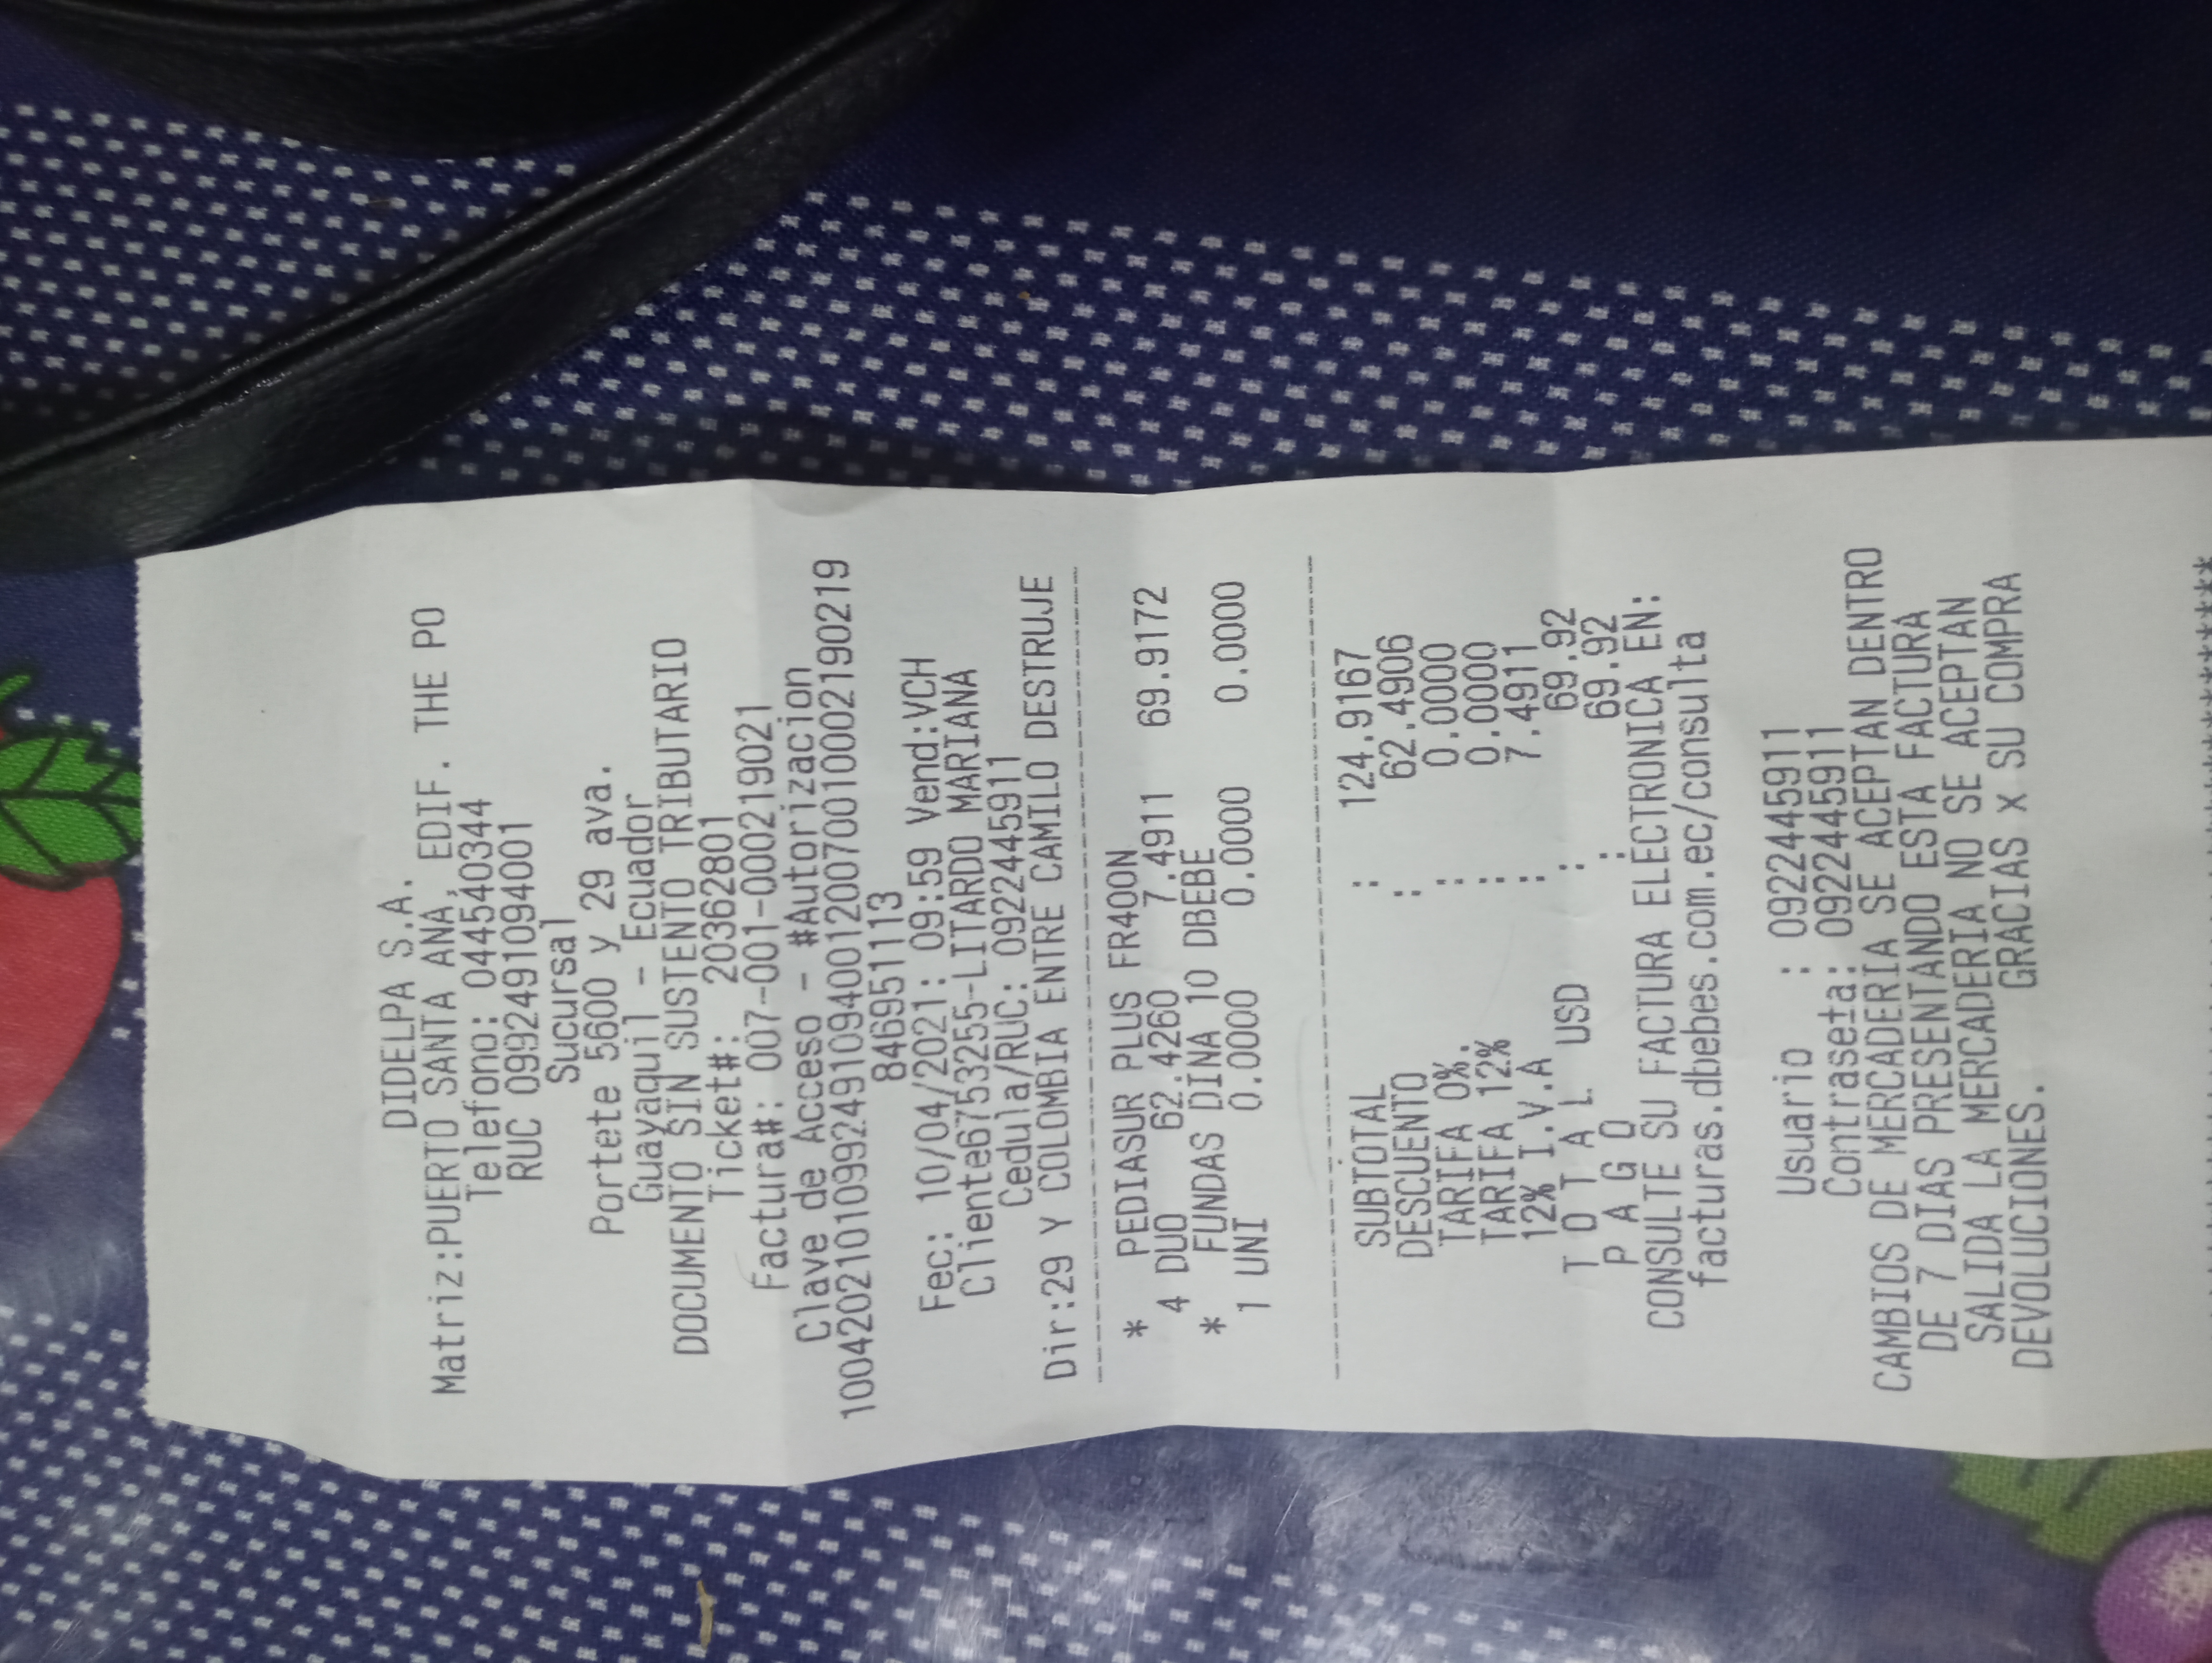 DIDELPA S.A.
Matriz:PUERTO SANTA ANA, EDIF. THE PO
Telefono: 044540344
RUC 0992491094001
Sucursal
Portete 5600 y 29 ava.
Guayaquil - Ecuador
DOCUMENTO SIN SUSTENTO TRIBUTARIO
Ticket#: 20362801
Factura#: 007-001-000219021
Clave de Acceso - #Autorizacion
1004202101099249109400120070010002190219
846951113
Fec: 10/04/2021: 09:59 Vend:VCH
Cliente6753255-LITARDO MARIANA
Cedula/RUC: 0922445911
Dir:29 Y COLOMBIA ENTRE CAMILO DESTRUJE
* PEDIASUR PLUS FR400N
4 DUO 62.4260 7.4911 69.9172
* FUNDAS DINA 10 DBEBE
1 UNI 0.0000 0.0000 0.0000
SUBTOTAL : 124.9167
DESCUENTO : 62.4906
TARIFA 0%. : 0.0000
TARIFA 12% : 0.0000
12% I.V.A : 7.4911
T O T A L USD : 69.92
P A G O : 69.92
CONSULTE SU FACTURA ELECTRONICA EN:
facturas.dbebes.com.ec/consulta
Usuario : 0922445911
Contraseta: 0922445911
CAMBIOS DE MERCADERIA SE ACEPTAN DENTRO
DE 7 DIAS PRESENTANDO ESTA FACTURA
SALIDA LA MERCADERIA NO SE ACEPTAN
DEVOLUCIONES. GRACIAS x SU COMPRA